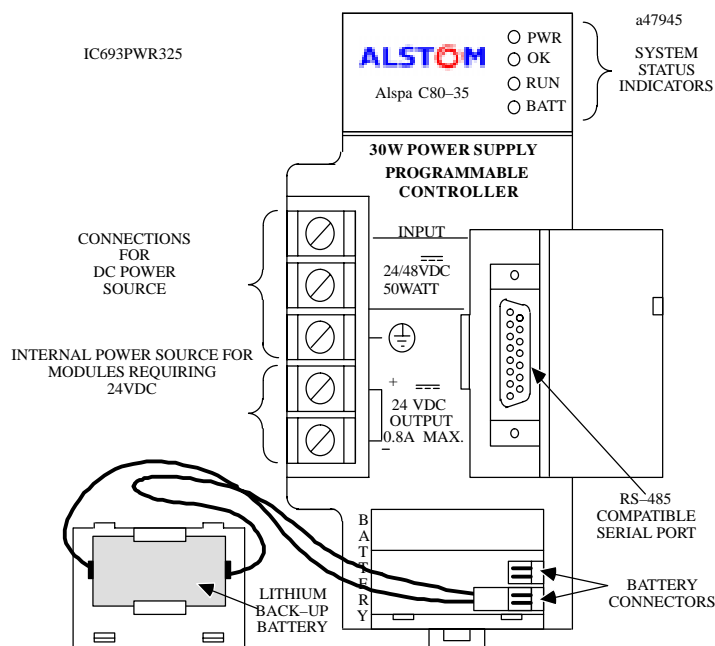 a47945
IC693PWR325
ALSTOM
Alspa C80–35
PWR
OK
RUN
BATT
SYSTEM
STATUS
INDICATORS
30W POWER SUPPLY
PROGRAMMABLE
CONTROLLER
CONNECTIONS
FOR
DC POWER
SOURCE
INPUT
24/48VDC
50WATT
INTERNAL POWER SOURCE FOR
MODULES REQUIRING
24VDC
+
24 VDC
OUTPUT
0.8A MAX.
–
RS–485
COMPATIBLE
SERIAL PORT
BATTERY
LITHIUM
BACK–UP
BATTERY
BATTERY
CONNECTORS